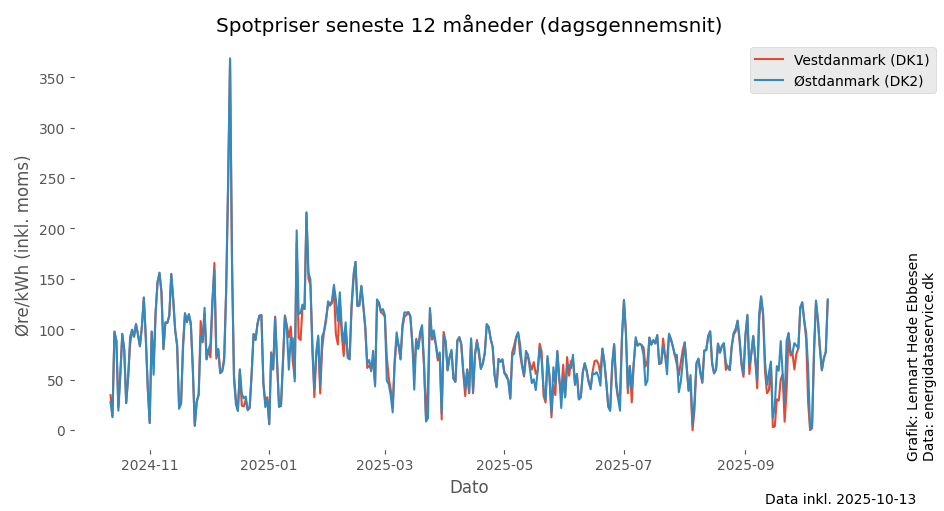 Spotpriser seneste 12 måneder (dagsgennemsnit)
Vestdanmark (DK1)
Østdanmark (DK2)
Øre/kWh (inkl. moms)
350
300
250
200
150
100
50
0
2024-11
2025-01
2025-03
2025-05
2025-07
2025-09
Dato
Grafik: Lennart Hede Ebbesen
Data: energidataservice.dk
Data inkl. 2025-10-13